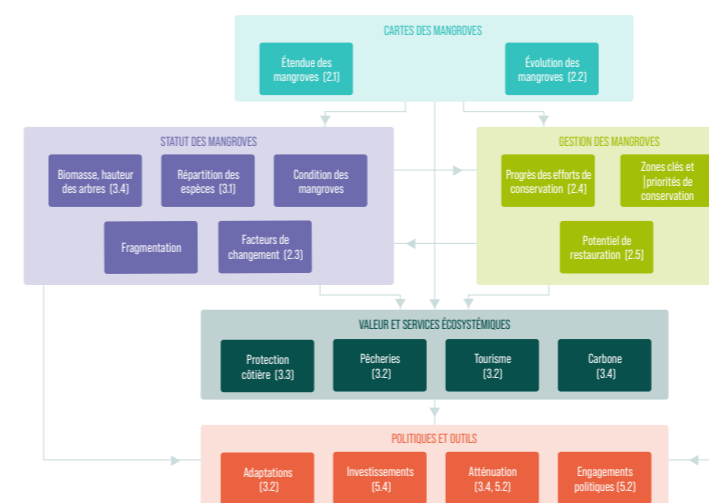 CARTES DES MANGROVES
Étendue des
mangroves (2.1)
Évolution des
mangroves (2.2)
STATUT DES MANGROVES
Biomasse, hauteur
des arbres (3.4)
Répartition des
espèces (3.1)
Condition des
mangroves
Fragmentation
Facteurs de
changement (2.3)
GESTION DES MANGROVES
Progrès des efforts de
conservation (2.4)
Zones clés et
|priorités de
conservation
Potentiel de
restauration (2.5)
VALEUR ET SERVICES ÉCOSYSTÉMIQUES
Protection
côtière (3.3)
Pêcheries
(3.2)
Tourisme
(3.2)
Carbone
(3.4)
POLITIQUES ET OUTILS
Adaptations
(3.2)
Investissements
(5.4)
Atténuation
(3.4, 5.2)
Engagements
politiques (5.2)